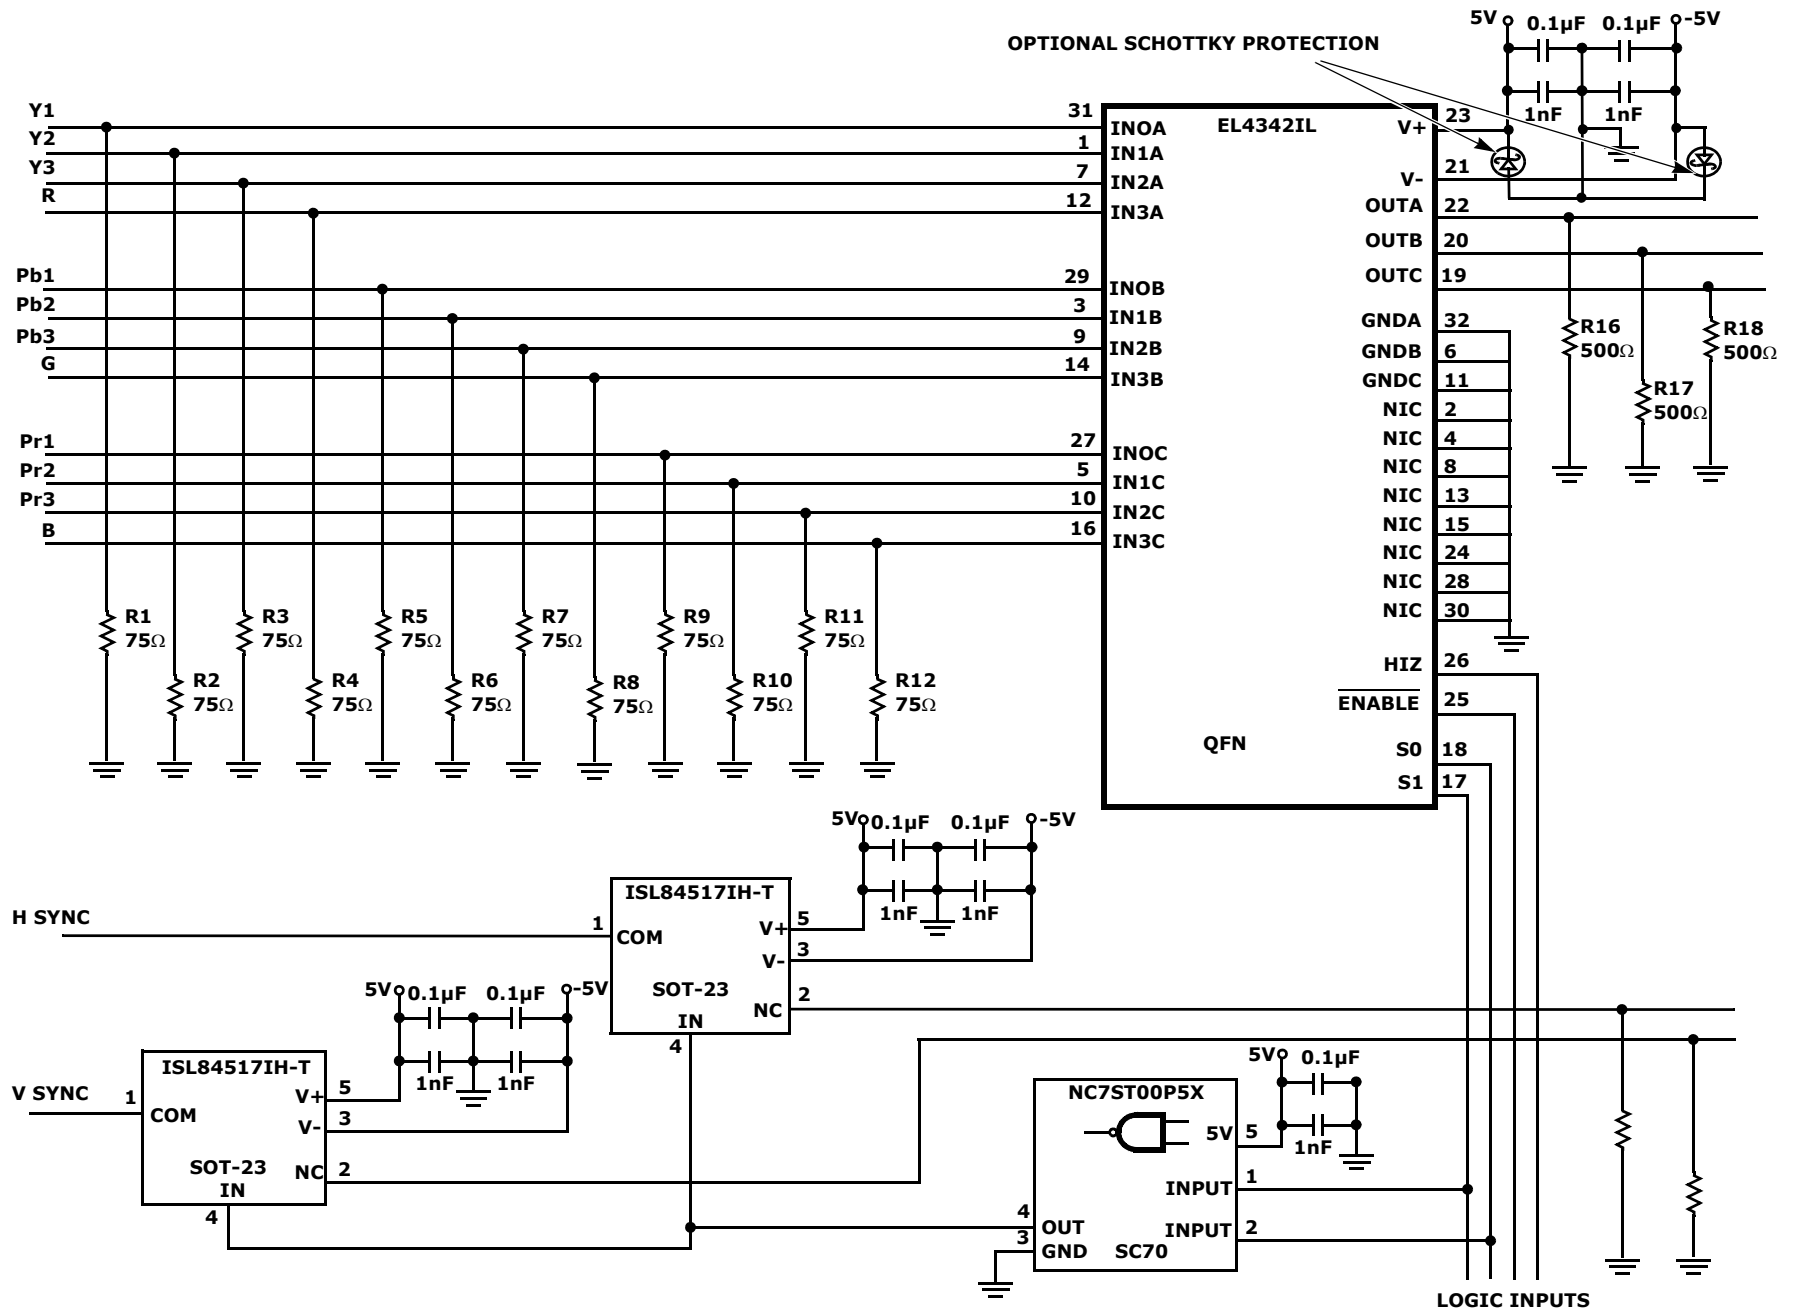 OPTIONAL SCHOTTKY PROTECTION
5V 0.1µF 0.1µF -5V
1nF 1nF
Y1
Y2
Y3
R
Pb1
Pb2
Pb3
G
Pr1
Pr2
Pr3
B
31
1
7
12
29
3
9
14
27
5
10
16
EL4342IL
INOA
IN1A
IN2A
IN3A
INOB
IN1B
IN2B
IN3B
INOC
IN1C
IN2C
IN3C
QFN
V+ 23
V- 21
OUTA 22
OUTB 20
OUTC 19
GNDA 32
GNDB 6
GNDC 11
NIC 2
NIC 4
NIC 8
NIC 13
NIC 15
NIC 24
NIC 28
NIC 30
HIZ 26
ENABLE 25
S0 18
S1 17
R16
500Ω
R17
500Ω
R18
500Ω
R1
75Ω
R2
75Ω
R3
75Ω
R4
75Ω
R5
75Ω
R6
75Ω
R7
75Ω
R8
75Ω
R9
75Ω
R10
75Ω
R11
75Ω
R12
75Ω
5V 0.1µF 0.1µF -5V
1nF 1nF
H SYNC
1
ISL84517IH-T
COM
V+ 5
V- 3
SOT-23
NC 2
IN
4
5V 0.1µF 0.1µF -5V
1nF 1nF
V SYNC
1
ISL84517IH-T
COM
V+ 5
V- 3
SOT-23
NC 2
IN
4
5V 0.1µF
1nF
NC7ST00P5X
5V 5
INPUT 1
INPUT 2
4 OUT
3 GND
SC70
LOGIC INPUTS